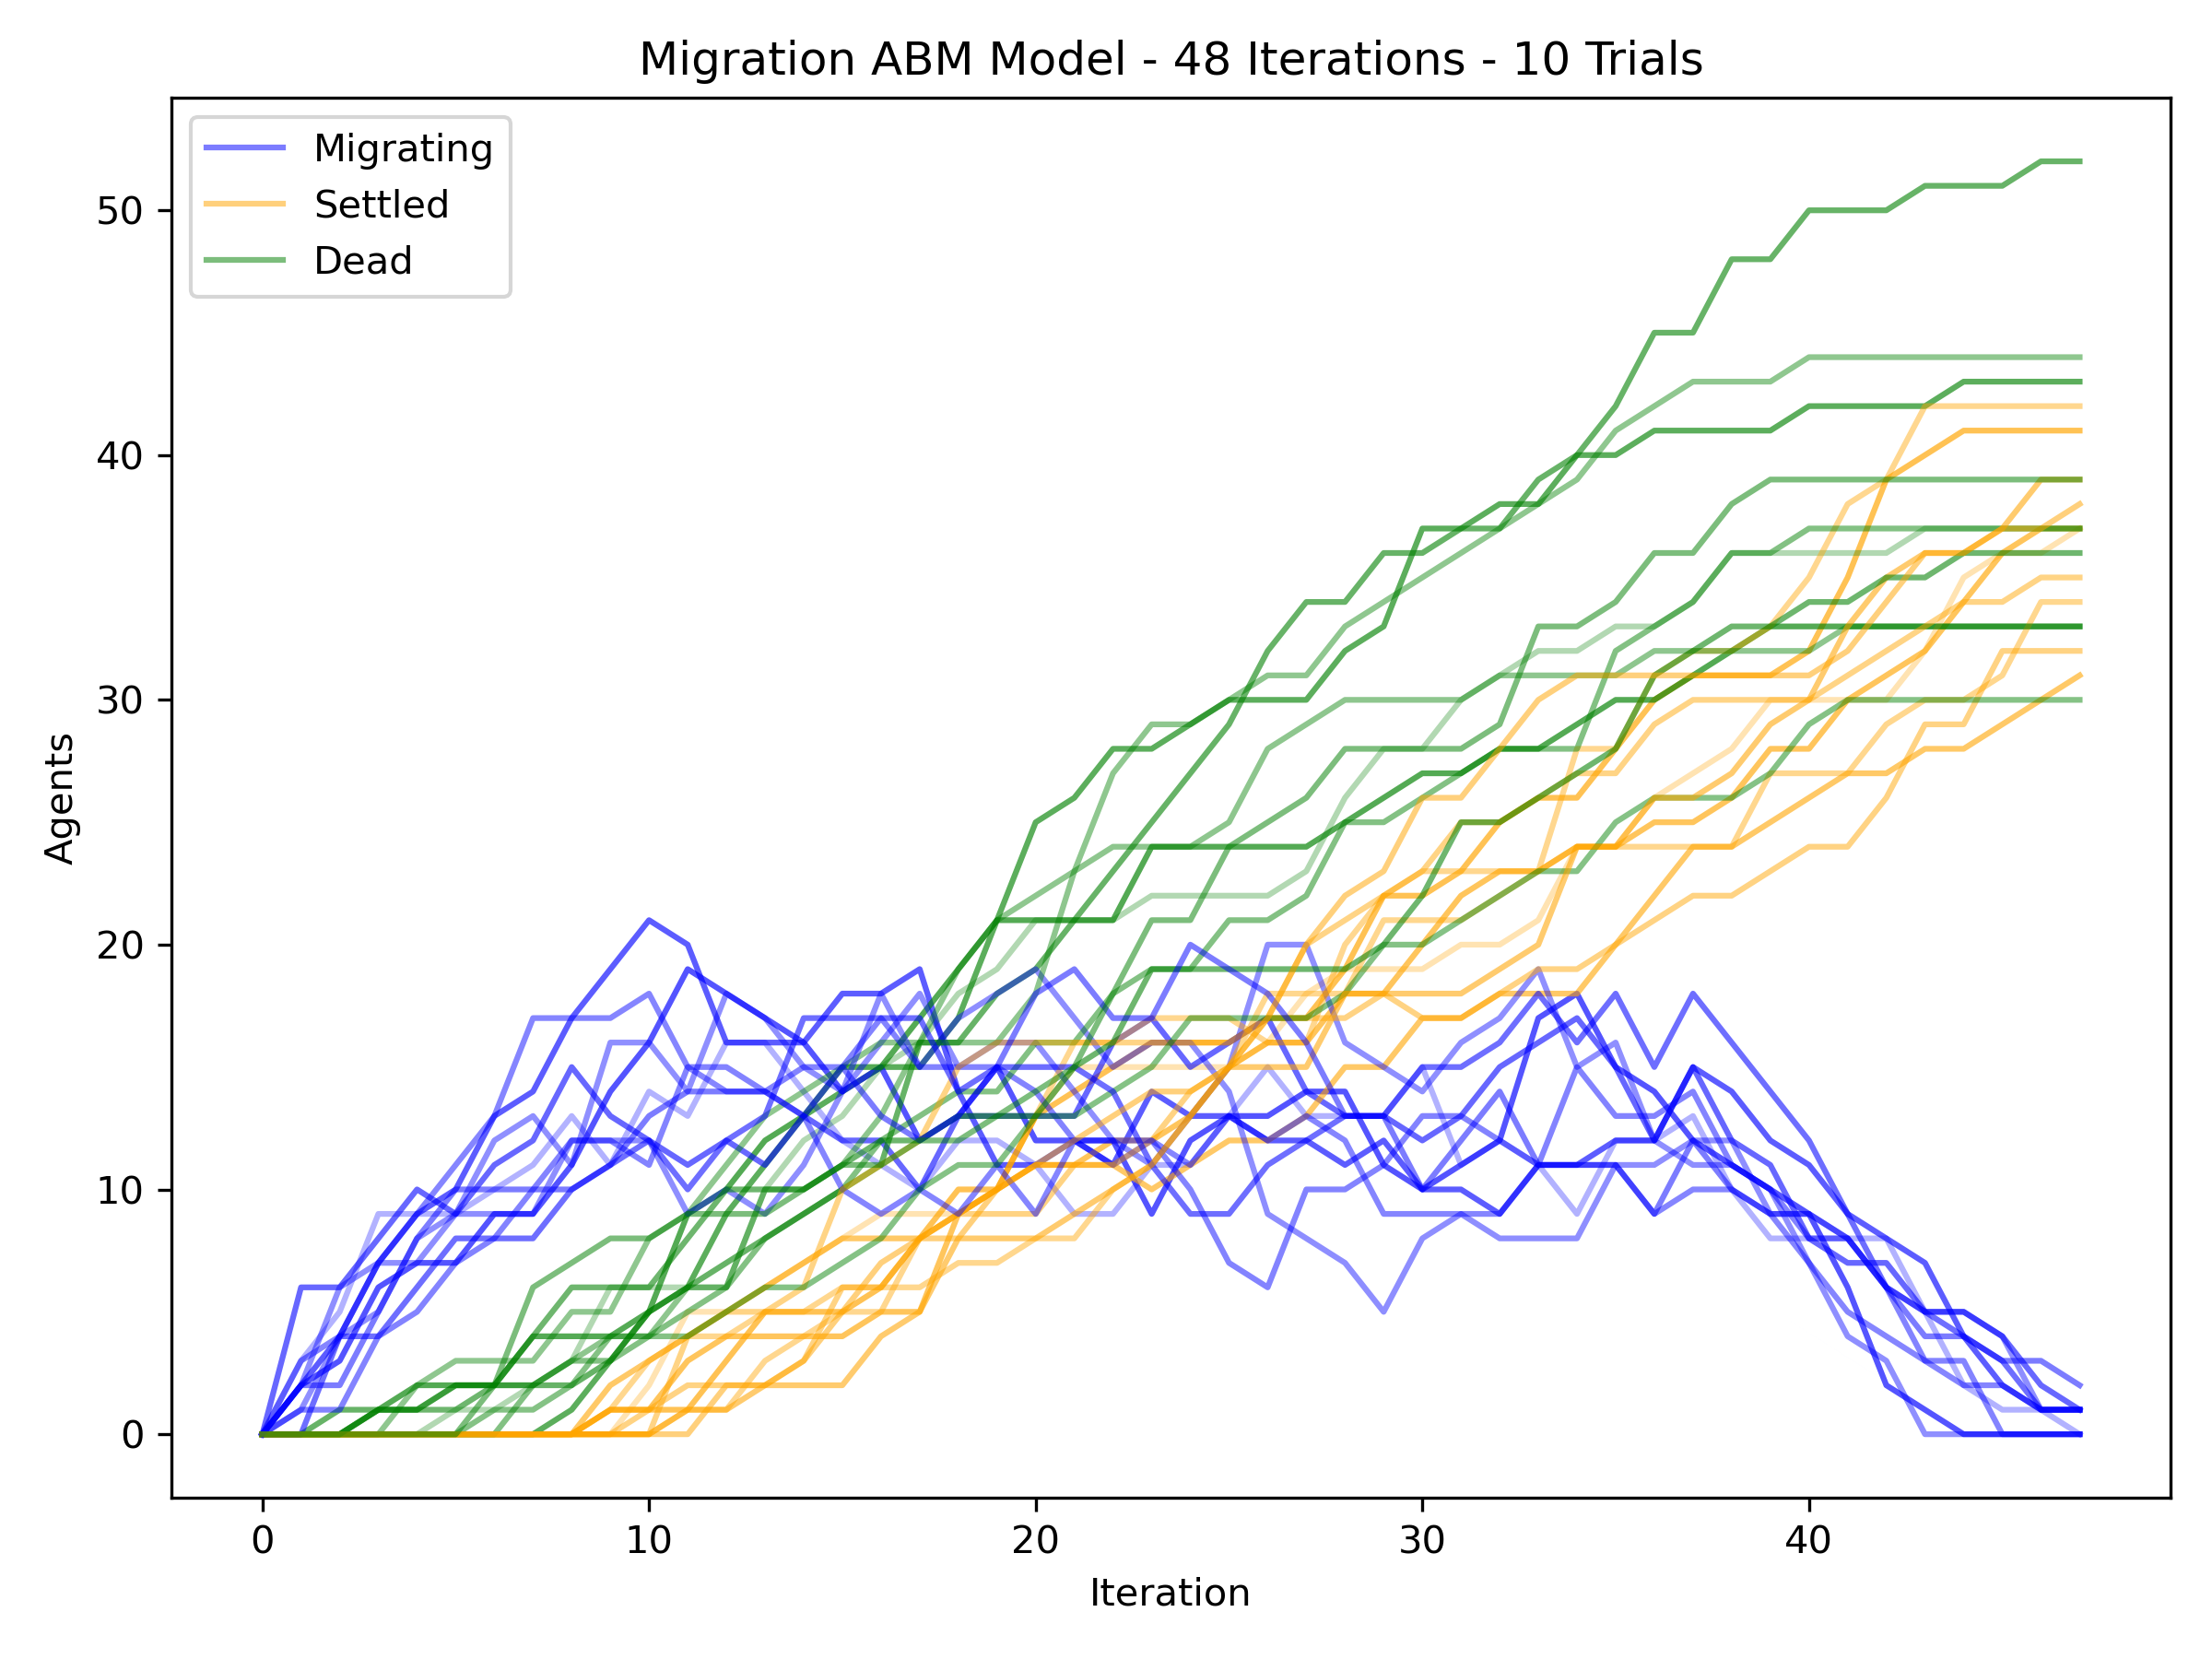 Migration ABM Model - 48 Iterations - 10 Trials
Migrating
Settled
Dead
50
40
30
20
10
0
Agents
0 10 20 30 40
Iteration